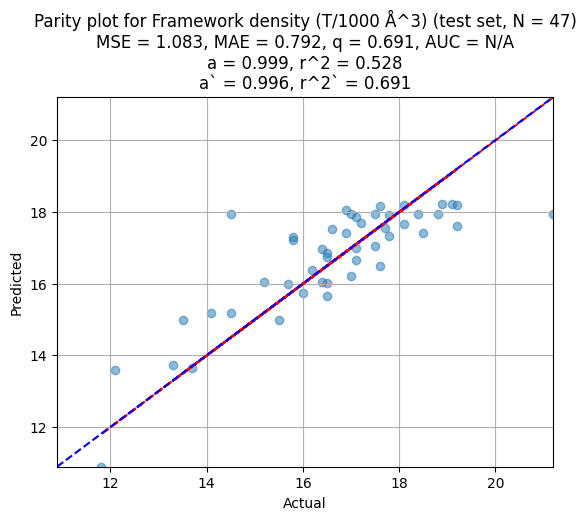 Parity plot for Framework density (T/1000 Å^3) (test set, N = 47)
MSE = 1.083, MAE = 0.792, q = 0.691, AUC = N/A
a = 0.999, r^2 = 0.528
a` = 0.996, r^2` = 0.691
20
18
16
14
12
Predicted
12 14 16 18 20
Actual